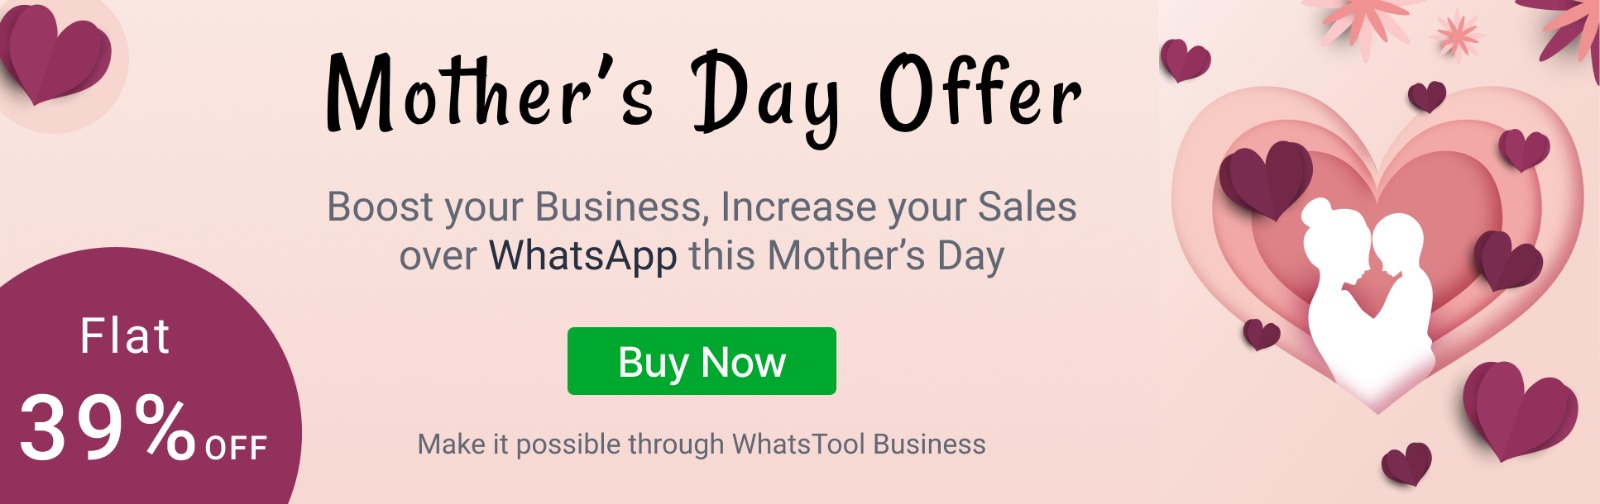 Mother’s Day Offer
Boost your Business, Increase your Sales
over WhatsApp this Mother’s Day
Flat
39% OFF
Buy Now
Make it possible through WhatsTool Business